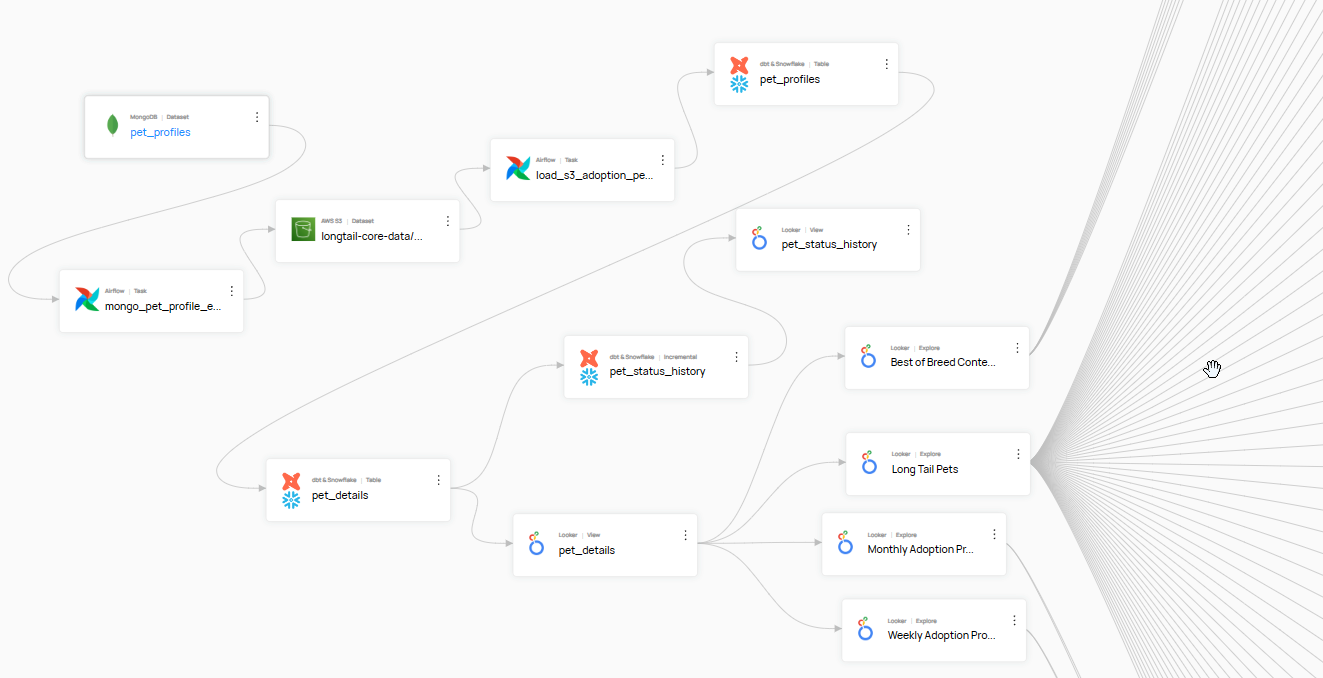 dbt & Snowflake | Table
pet_profiles
MongoDB | Dataset
pet_profiles
Airflow | Task
load_s3_adoption_pe...
AWS S3 | Dataset
longtail-core-data/...
Looker | View
pet_status_history
Airflow | Task
mongo_pet_profile_e...
dbt & Snowflake | Incremental
pet_status_history
Looker | Explore
Best of Breed Conte...
Looker | Explore
Long Tail Pets
dbt & Snowflake | Table
pet_details
Looker | View
pet_details
Looker | Explore
Monthly Adoption Pr...
Looker | Explore
Weekly Adoption Pro...